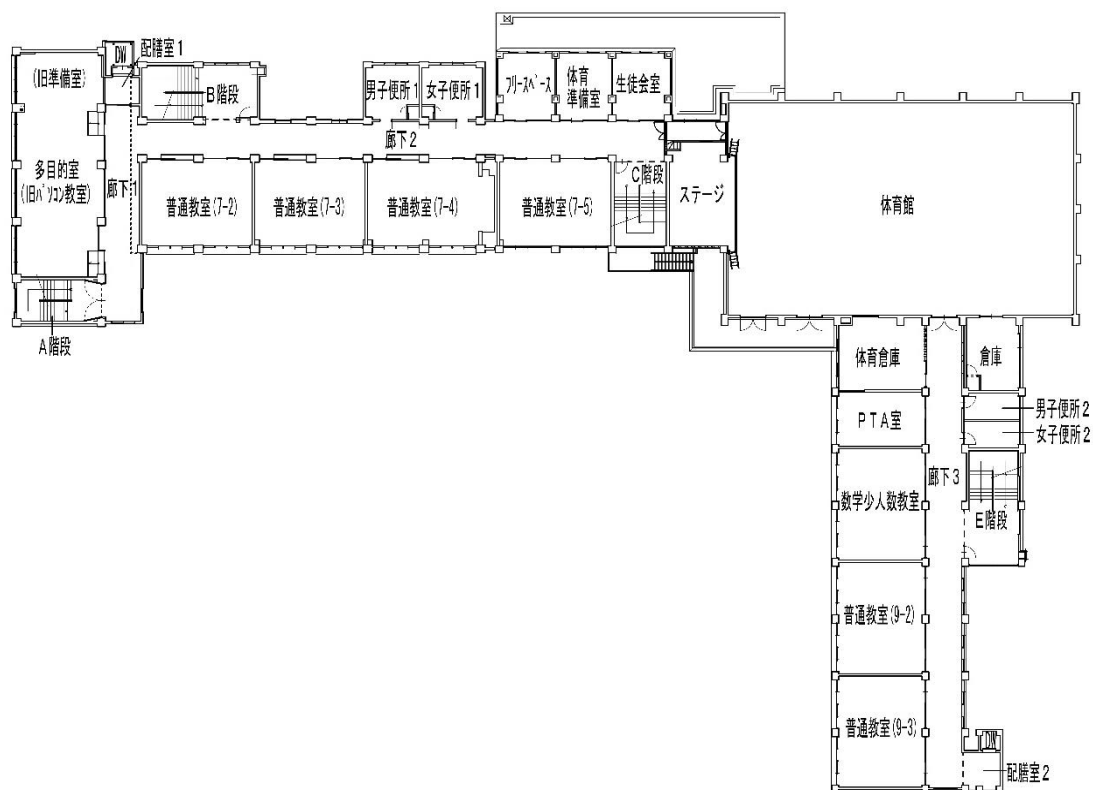 DW
配膳室1
(旧準備室)
B階段
男子便所1
女子便所1
フリースペース
体育
準備室
生徒会室
廊下2
多目的室
(旧パソコン教室)
廊下1
普通教室(7-2)
普通教室(7-3)
普通教室(7-4)
普通教室(7-5)
C階段
ステージ
体育館
A階段
体育倉庫
倉庫
PTA室
男子便所2
女子便所2
廊下3
数学少人数教室
E階段
普通教室(9-2)
普通教室(9-3)
DW
配膳室2